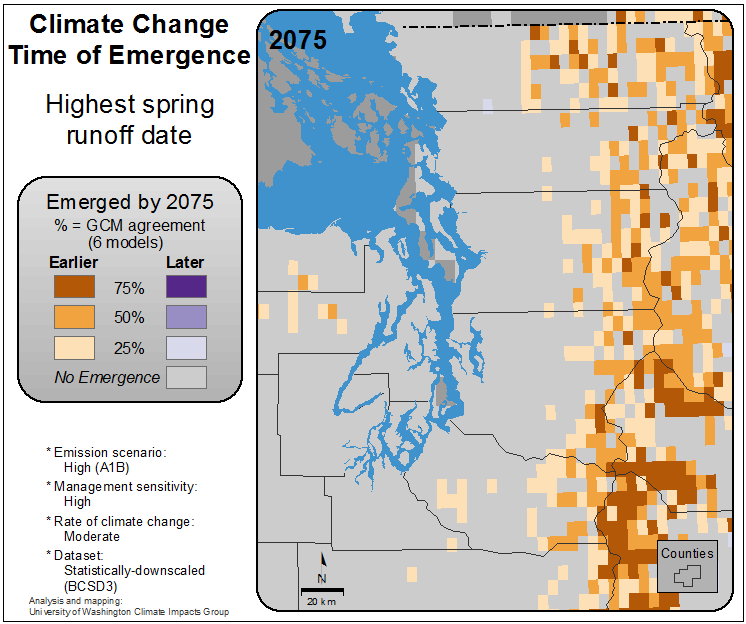 Climate Change
Time of Emergence
Highest spring
runoff date
Emerged by 2075
% = GCM agreement
(6 models)
Earlier
Later
75%
50%
25%
No Emergence
* Emission scenario:
High (A1B)
* Management sensitivity:
High
* Rate of climate change:
Moderate
* Dataset:
Statistically-downscaled
(BCSD3)
Analysis and mapping:
University of Washington Climate Impacts Group
2075
N
20 km
Counties